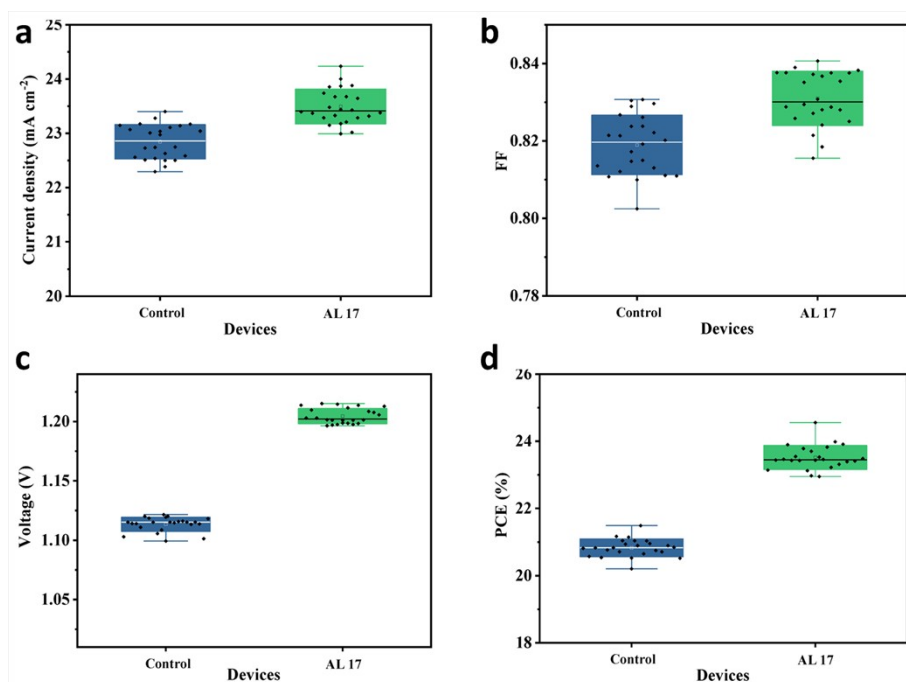 a
Current density (mA cm⁻²)
25
24
23
22
21
20
Control
AL 17
Devices
b
FF
0.84
0.82
0.80
0.78
Control
AL 17
Devices
c
Voltage (V)
1.20
1.15
1.10
1.05
Control
AL 17
Devices
d
PCE (%)
26
24
22
20
18
Control
AL 17
Devices